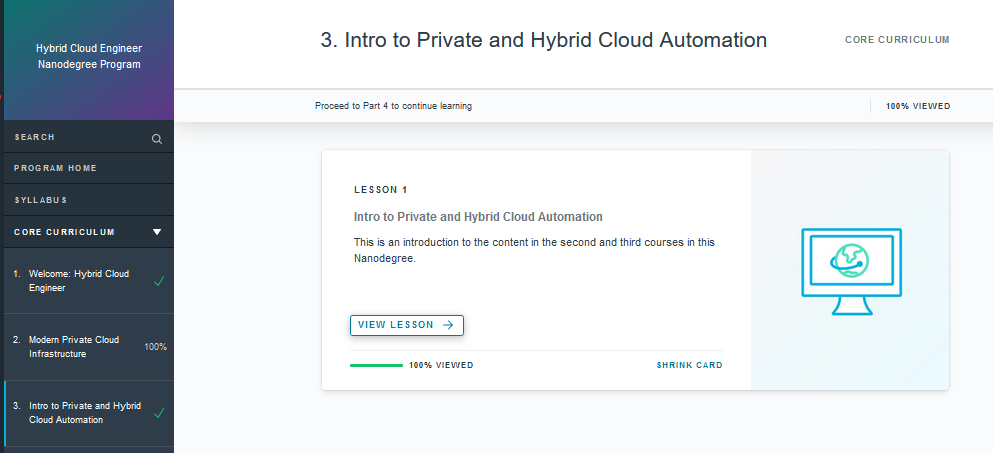 Hybrid Cloud Engineer
Nanodegree Program
SEARCH
PROGRAM HOME
SYLLABUS
CORE CURRICULUM
1. Welcome: Hybrid Cloud
Engineer
2. Modern Private Cloud
Infrastructure
100%
3. Intro to Private and Hybrid
Cloud Automation
3. Intro to Private and Hybrid Cloud Automation
CORE CURRICULUM
Proceed to Part 4 to continue learning
100% VIEWED
LESSON 1
Intro to Private and Hybrid Cloud Automation
This is an introduction to the content in the second and third courses in this
Nanodegree.
VIEW LESSON
100% VIEWED
SHRINK CARD